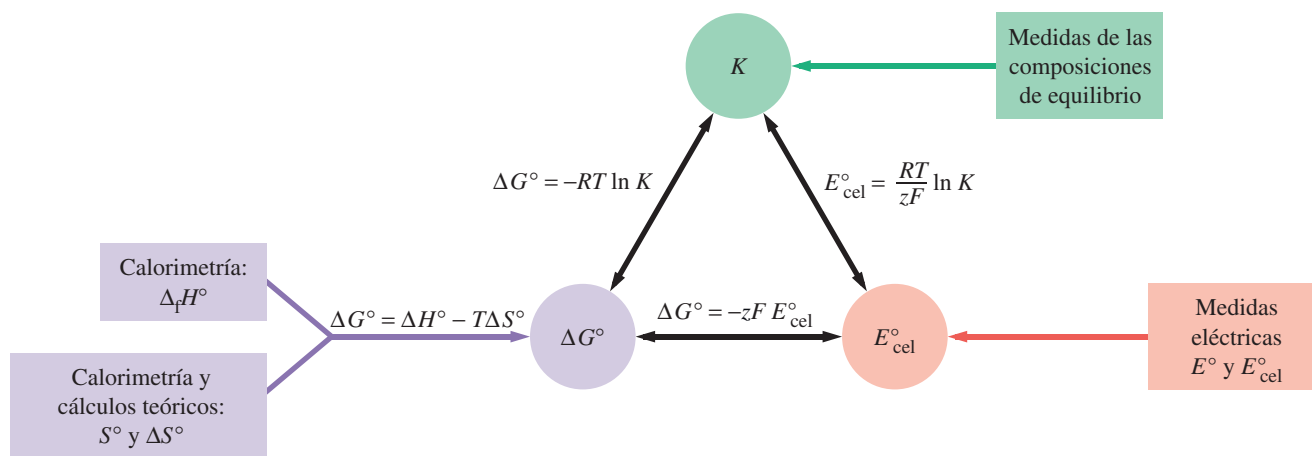 K
Medidas de las
composiciones
de equilibrio
ΔG° = –RT ln K
E°cel = RT/zF ln K
Calorimetría:
ΔfH°
ΔG° = ΔH° – TΔS°
ΔG°
ΔG° = –zF E°cel
E°cel
Medidas
eléctricas
E° y E°cel
Calorimetría y
cálculos teóricos:
S° y ΔS°